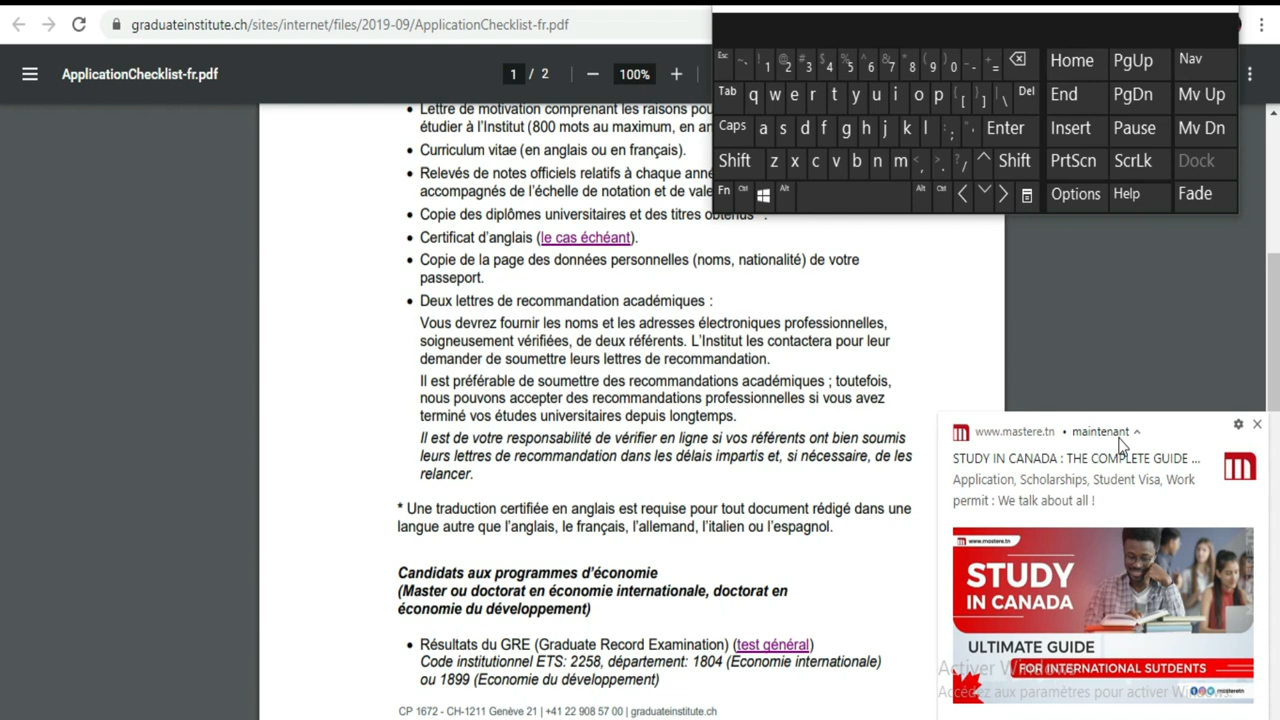 graduateinstitute.ch/sites/internet/files/2019-09/ApplicationChecklist-fr.pdf
ApplicationChecklist-fr.pdf
1 / 2
100%
Lettre de motivation comprenant les raisons
étudier à l'Institut (800 mots au maximum, en
Curriculum vitae (en anglais ou en français).
Relevés de notes officiels relatifs à chaque
accompagnés de l'échelle de notation et de
Copie des diplômes universitaires et des titres obtenus
Certificat d'anglais (le cas échéant).
Copie de la page des données personnelles (noms, nationalité) de votre
passeport.
Deux lettres de recommandation académiques :
Vous devrez fournir les noms et les adresses électroniques professionnelles,
soigneusement vérifiées, de deux référents. L'Institut les contactera pour leur
demander de soumettre leurs lettres de recommandation.
Il est préférable de soumettre des recommandations académiques ; toutefois,
nous pouvons accepter des recommandations professionnelles si vous avez
terminé vos études universitaires depuis longtemps.
Il est de votre responsabilité de vérifier en ligne si vos référents ont bien soumis
leurs lettres de recommandation dans les délais impartis et, si nécessaire, de les
relancer.
* Une traduction certifiée en anglais est requise pour tout document rédigé dans une
langue autre que l'anglais, le français, l'allemand, l'italien ou l'espagnol.
Candidats aux programmes d'économie
(Master ou doctorat en économie internationale, doctorat en
économie du développement)
Résultats du GRE (Graduate Record Examination) (test général)
Code institutionnel ETS: 2258, département: 1804 (Economie internationale)
ou 1899 (Economie du développement)
CP 1672 - CH-1211 Genève 21 | +41 22 908 57 00 | graduateinstitute.ch
Esc ~ ` ! 1 @ 2 # 3 $ 4 % 5 ^ 6 & 7 * 8 ( 9 ) 0 _ - + = Home PgUp Nav
Tab q w e r t y u i o p { [ } ] | \ Del End PgDn Mv Up
Caps a s d f g h j k l : ; " ' Enter Insert Pause Mv Dn
Shift z x c v b n m < , > . ? / Shift PrtScn ScrLk Dock
Fn Ctrl Alt Alt Ctrl Options Help Fade
www.mastere.tn • maintenant
STUDY IN CANADA : THE COMPLETE GUIDE ...
Application, Scholarships, Student Visa, Work
permit : We talk about all !
www.mastere.tn
STUDY
IN CANADA
ULTIMATE GUIDE
FOR INTERNATIONAL SUTDENTS
masteretn
Activer Windows
Accédez aux paramètres pour activer Windows.